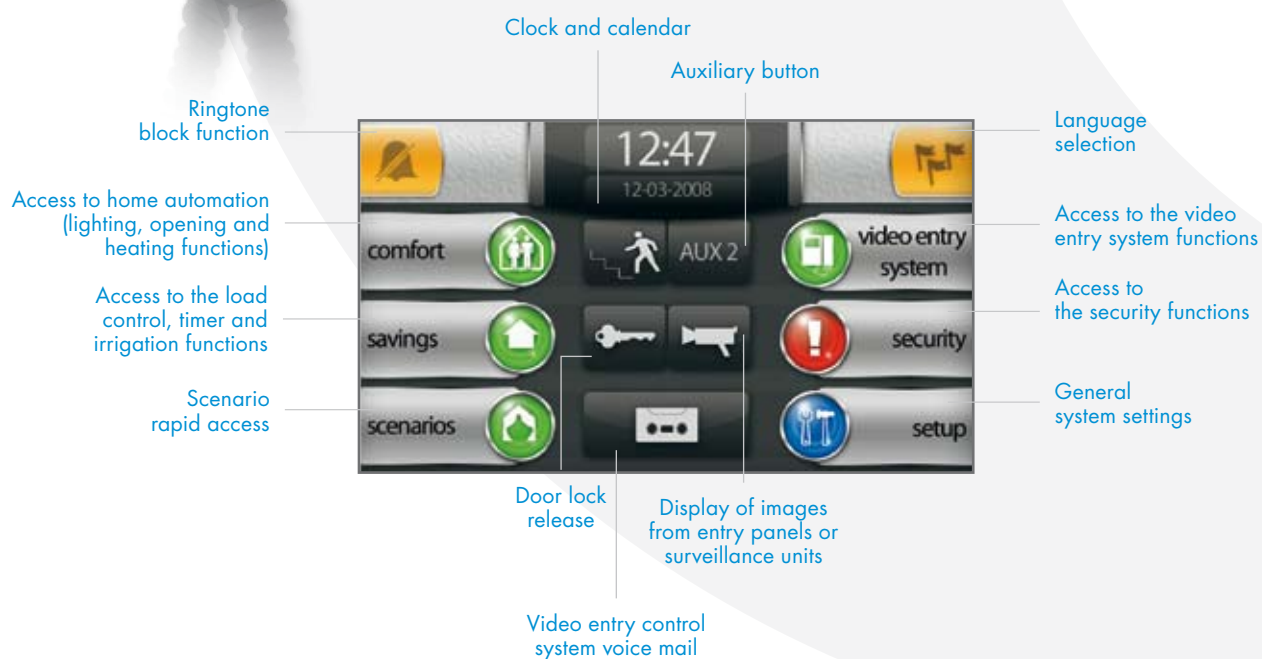 Clock and calendar
Auxiliary button
Ringtone
block function
Language
selection
12:47
12-03-2008
Access to home automation
(lighting, opening and
heating functions)
Access to the video
entry system functions
comfort
AUX 2
video entry
system
Access to the load
control, timer and
irrigation functions
Access to
the security functions
savings
security
Scenario
rapid access
General
system settings
scenarios
setup
Door lock
release
Display of images
from entry panels or
surveillance units
Video entry control
system voice mail